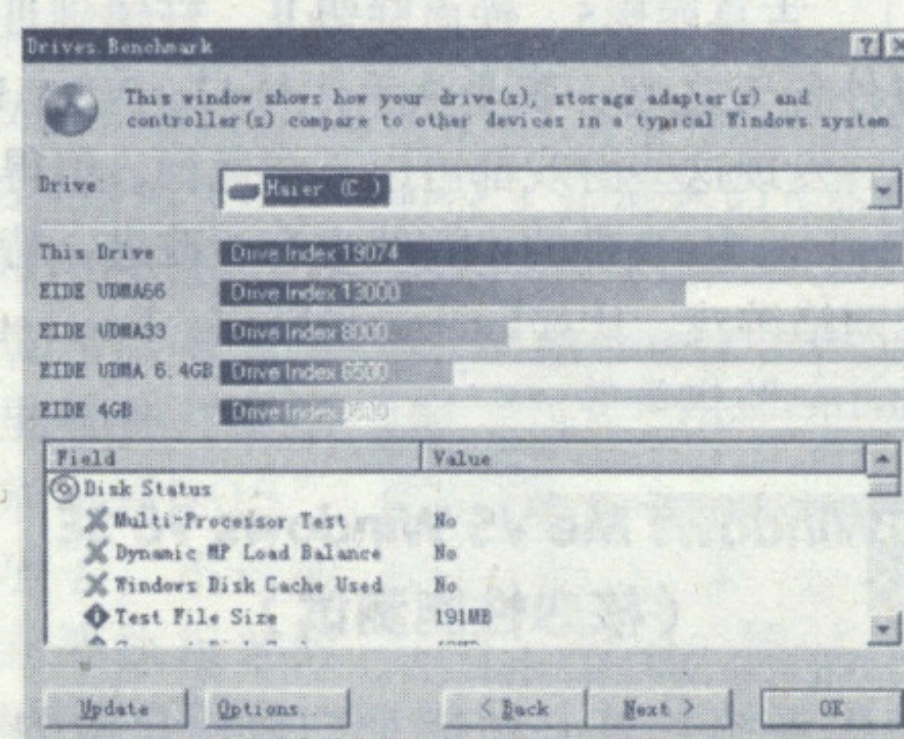 Drives Benchmark
This window shows how your drive(s), storage adapter(s) and
controller(s) compare to other devices in a typical Windows system
Drive
Haier (C:)
This Drive
Drive Index 19074
EIDE UDMA66
Drive Index 13000
EIDE UDMA33
Drive Index 8000
EIDE UDMA 6.4GB
Drive Index 6500
EIDE 4GB
Drive Index
Field Value
Disk Status
Multi-Processor Test No
Dynamic MP Load Balance No
Windows Disk Cache Used No
Test File Size 191MB
Update Options... < Back Next > OK